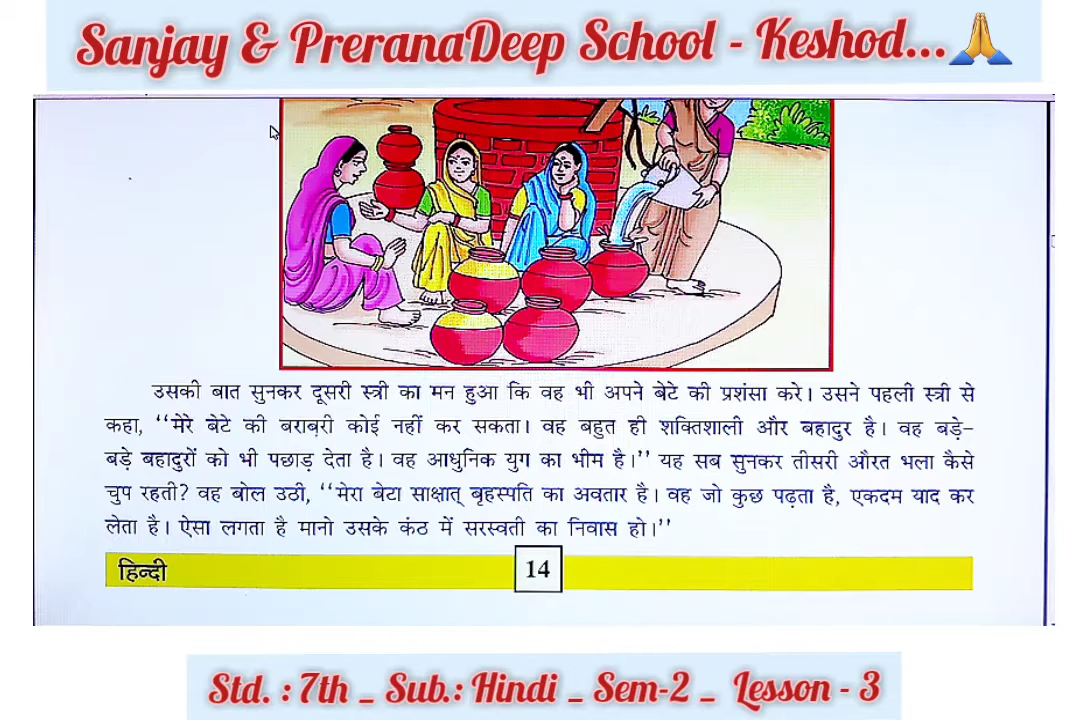 Sanjay & PreranaDeep School - Keshod...🙏
उसकी बात सुनकर दूसरी स्त्री का मन हुआ कि वह भी अपने बेटे की प्रशंसा करे। उसने पहली स्त्री से
कहा, ‘‘मेरे बेटे की बराब़री कोई नहीं कर सकता। वह बहुत ही शक्तिशाली और बहादुर है। वह बड़े–
बड़े बहादुरों को भी पछाड़ देता है। वह आधुनिक युग का भीम है।’’ यह सब सुनकर तीसरी औरत भला कैसे
चुप रहती? वह बोल उठी, ‘‘मेरा बेटा साक्षात् बृहस्पति का अवतार है। वह जो कुछ पढ़ता है, एकदम याद कर
लेता है। ऐसा लगता है मानो उसके कंठ में सरस्वती का निवास हो।’’
हिन्दी 14
Std. : 7th _ Sub.: Hindi _ Sem-2 _ Lesson - 3